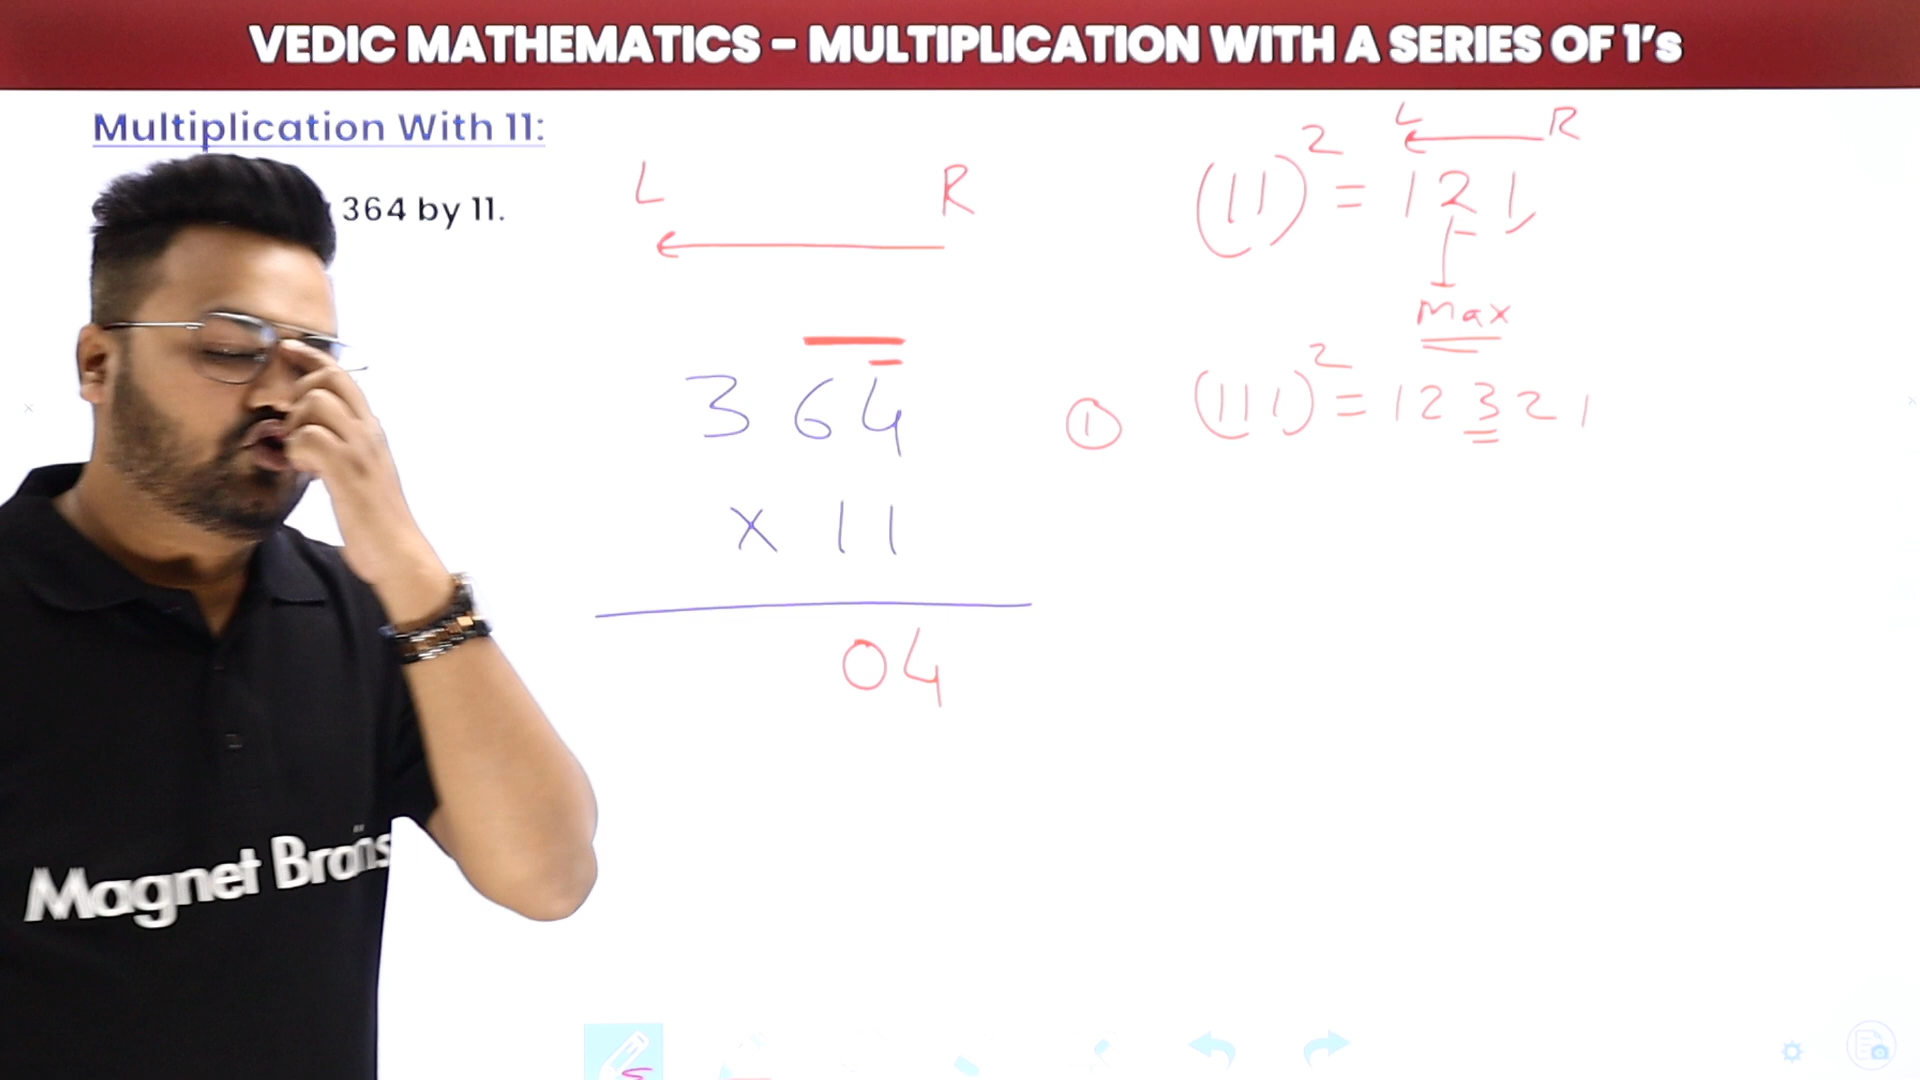 VEDIC MATHEMATICS - MULTIPLICATION WITH A SERIES OF 1's
Multiplication With 11:
364 by 11.
L R
364
x 11
04
L R
(11)² = 121
Max
① (111)² = 12321
Magnet Brains